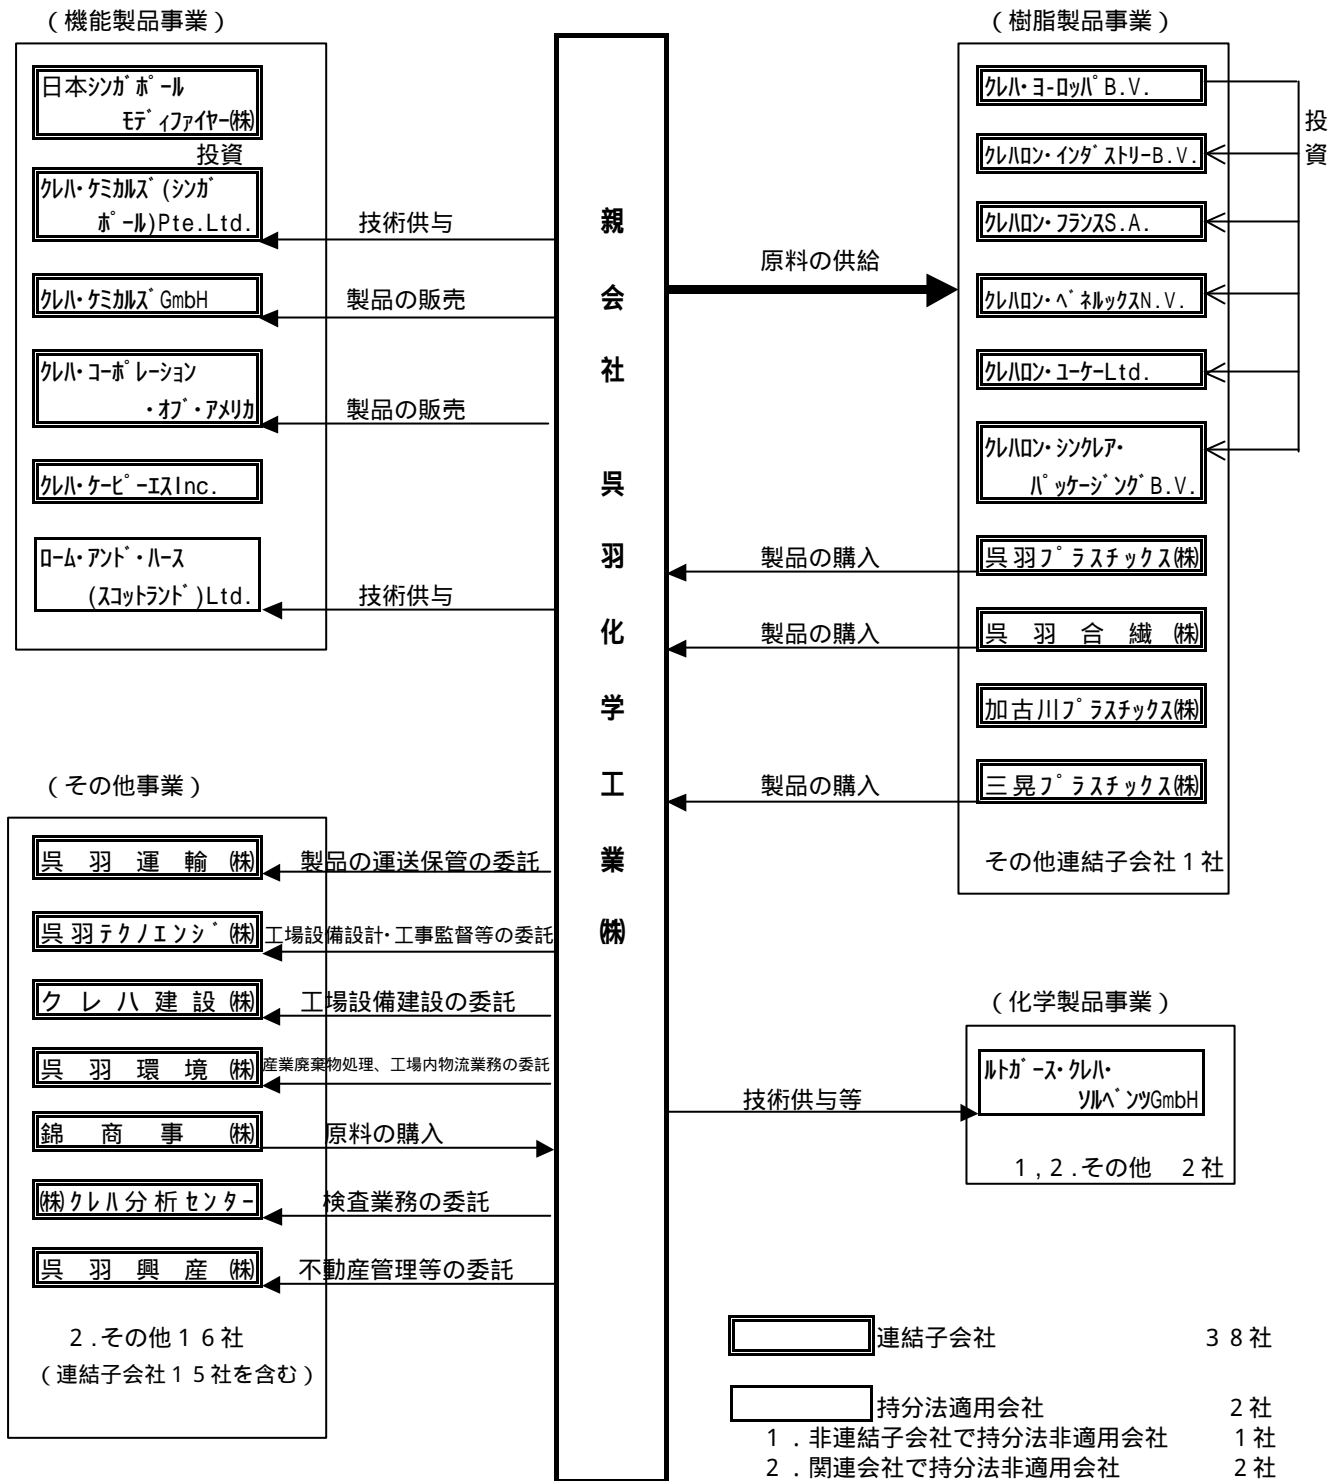 (機能製品事業)
日本シンガポール
モディファイヤー㈱
投資
クレハ・ケミカルズ(シンガ
ポール)Pte.Ltd.
技術供与
クレハ・ケミカルズGmbH
製品の販売
クレハ・コーポレーション
・オブ・アメリカ
製品の販売
クレハ・ケーピーエスInc.
ローム・アンド・ハース
(スコットランド)Ltd.
技術供与
(その他事業)
呉羽運輸㈱
製品の運送保管の委託
呉羽テクノエンジ㈱
工場設備設計・工事監督等の委託
クレハ建設㈱
工場設備建設の委託
呉羽環境㈱
産業廃棄物処理、工場内物流業務の委託
錦商事㈱
原料の購入
㈱クレハ分析センター
検査業務の委託
呉羽興産㈱
不動産管理等の委託
2.その他16社
(連結子会社15社を含む)
親会社 呉羽化学工業㈱
(樹脂製品事業)
クレハ・ヨ-ロッパB.V.
投資
クレハロン・インダストリーB.V.
クレハロン・フランスS.A.
原料の供給
クレハロン・ベネルックスN.V.
クレハロン・ユーケーLtd.
クレハロン・シンクレア・
パッケージングB.V.
製品の購入
呉羽プラスチックス㈱
製品の購入
呉羽合繊㈱
加古川プラスチックス㈱
製品の購入
三晃プラスチックス㈱
その他連結子会社1社
(化学製品事業)
技術供与等
ルトガース・クレハ・
ソルベンツGmbH
1,2.その他 2社
連結子会社 38社
持分法適用会社 2社
1.非連結子会社で持分法非適用会社 1社
2.関連会社で持分法非適用会社 2社